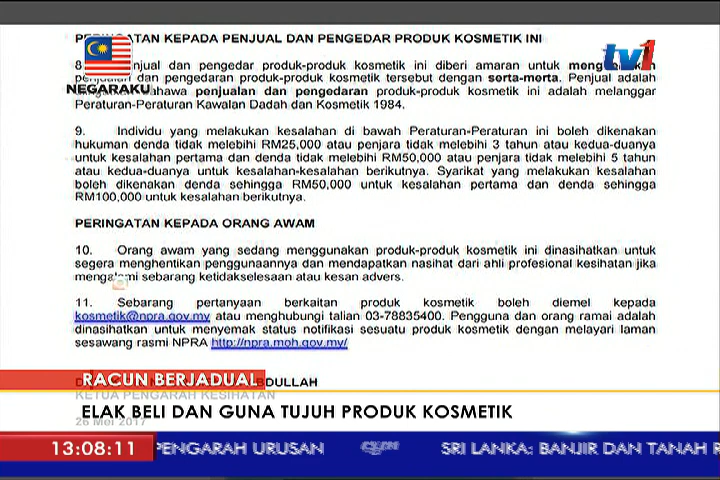 PERINGATAN KEPADA PENJUAL DAN PENGEDAR PRODUK KOSMETIK INI
tv1
NEGARAKU
8 njual dan pengedar produk-produk kosmetik ini diberi amaran untuk
dan pengedaran produk-produk kosmetik tersebut dengan serta-merta. Penjual adalah
bahawa penjualan dan pengedaran produk-produk kosmetik ini adalah melanggar
Peraturan-Peraturan Kawalan Dadah dan Kosmetik 1984.
9. Individu yang melakukan kesalahan di bawah Peraturan-Peraturan ini boleh dikenakan
hukuman denda tidak melebihi RM25,000 atau penjara tidak melebihi 3 tahun atau kedua-duanya
untuk kesalahan pertama dan denda tidak melebihi RM50,000 atau penjara tidak melebihi 5 tahun
atau kedua-duanya untuk kesalahan-kesalahan berikutnya. Syarikat yang melakukan kesalahan
boleh dikenakan denda sehingga RM50,000 untuk kesalahan pertama dan denda sehingga
RM100,000 untuk kesalahan berikutnya.
PERINGATAN KEPADA ORANG AWAM
10. Orang awam yang sedang menggunakan produk-produk kosmetik ini dinasihatkan untuk
segera menghentikan penggunaannya dan mendapatkan nasihat dari ahli profesional kesihatan jika
mengalami sebarang ketidakselesaan atau kesan advers.
11. Sebarang pertanyaan berkaitan produk kosmetik boleh diemel kepada
kosmetik@npra.gov.my atau menghubungi talian 03-78835400. Pengguna dan orang ramai adalah
dinasihatkan untuk menyemak status notifikasi sesuatu produk kosmetik dengan melayari laman
sesawang rasmi NPRA http://npra.moh.gov.my/
RACUN BERJADUAL
BDULLAH
KETUA PENGARAH KESIHATAN
ELAK BELI DAN GUNA TUJUH PRODUK KOSMETIK
26 Mei 2017
13:08:11 PENGARAH URUSAN SRI LANKA: BANJIR DAN TANAH R